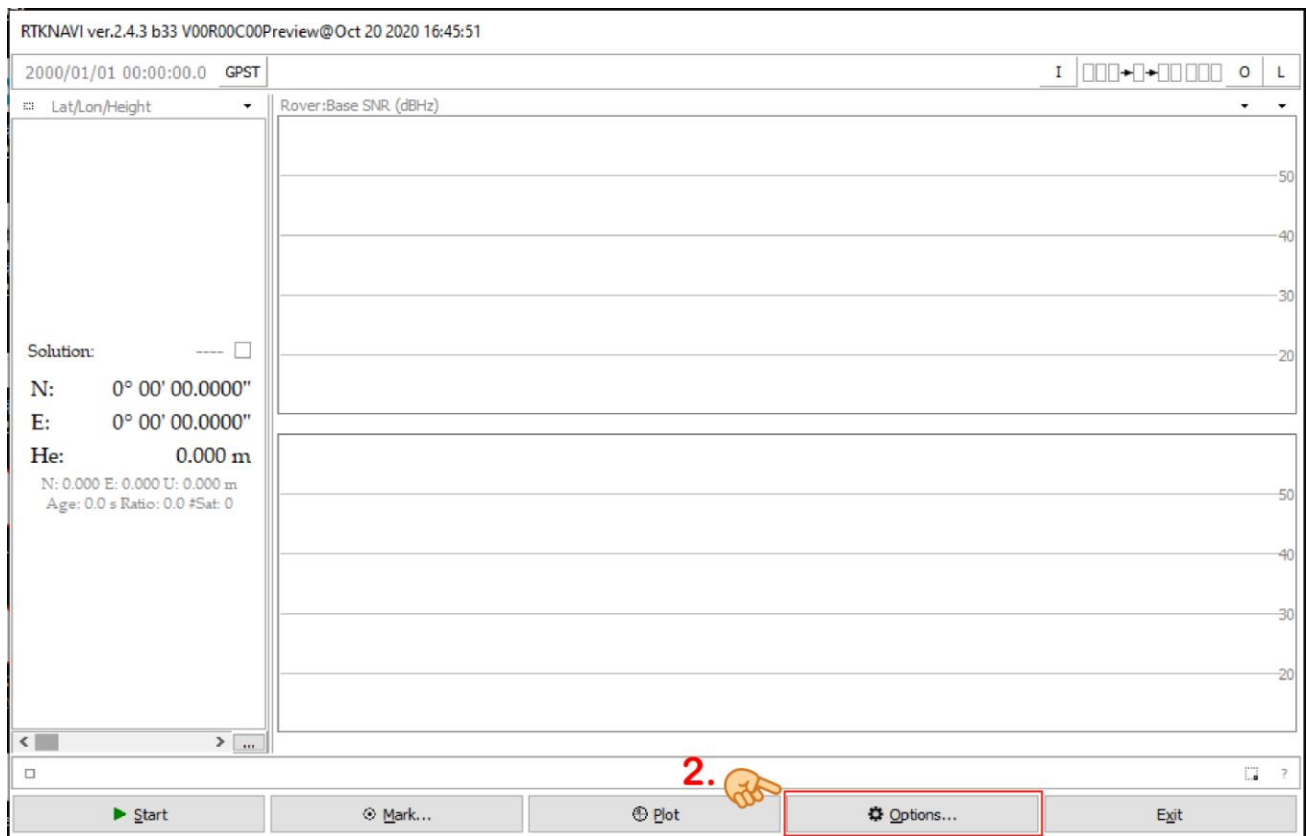 RTKNAVI ver.2.4.3 b33 V00R00C00Preview@Oct 20 2020 16:45:51
2000/01/01 00:00:00.0 GPST I O L
Lat/Lon/Height Rover:Base SNR (dBHz)
50
40
30
20
Solution: ----
N: 0° 00' 00.0000"
E: 0° 00' 00.0000"
He: 0.000 m
N: 0.000 E: 0.000 U: 0.000 m
Age: 0.0 s Ratio: 0.0 #Sat: 0
50
40
30
20
...
?
2.
Start Mark... Plot Options... Exit